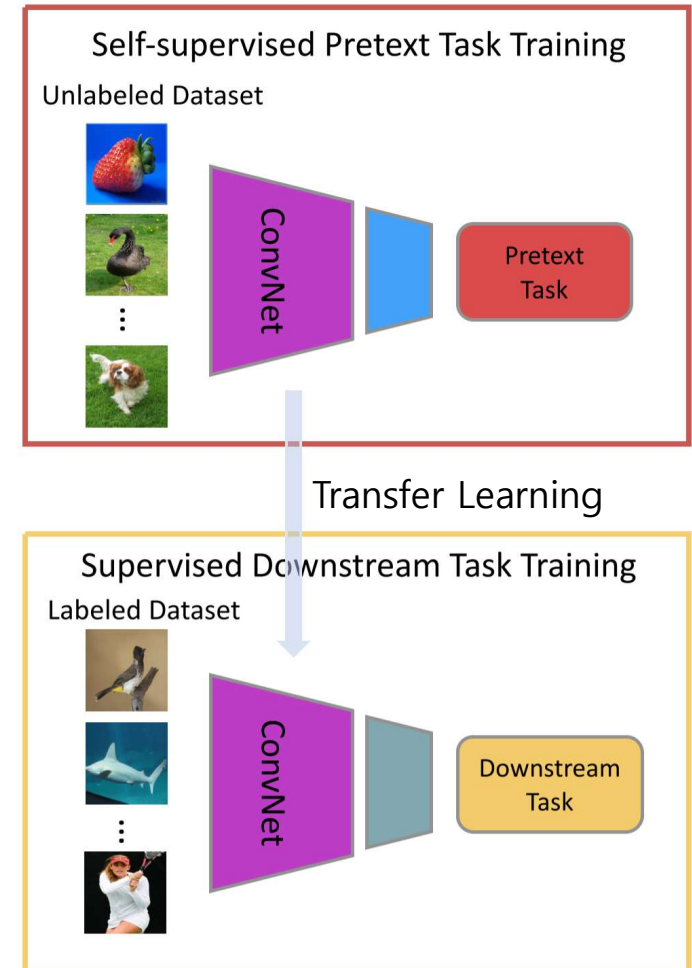 Self-supervised Pretext Task Training
Unlabeled Dataset
ConvNet
Pretext
Task
Transfer Learning
Supervised Downstream Task Training
Labeled Dataset
ConvNet
Downstream
Task